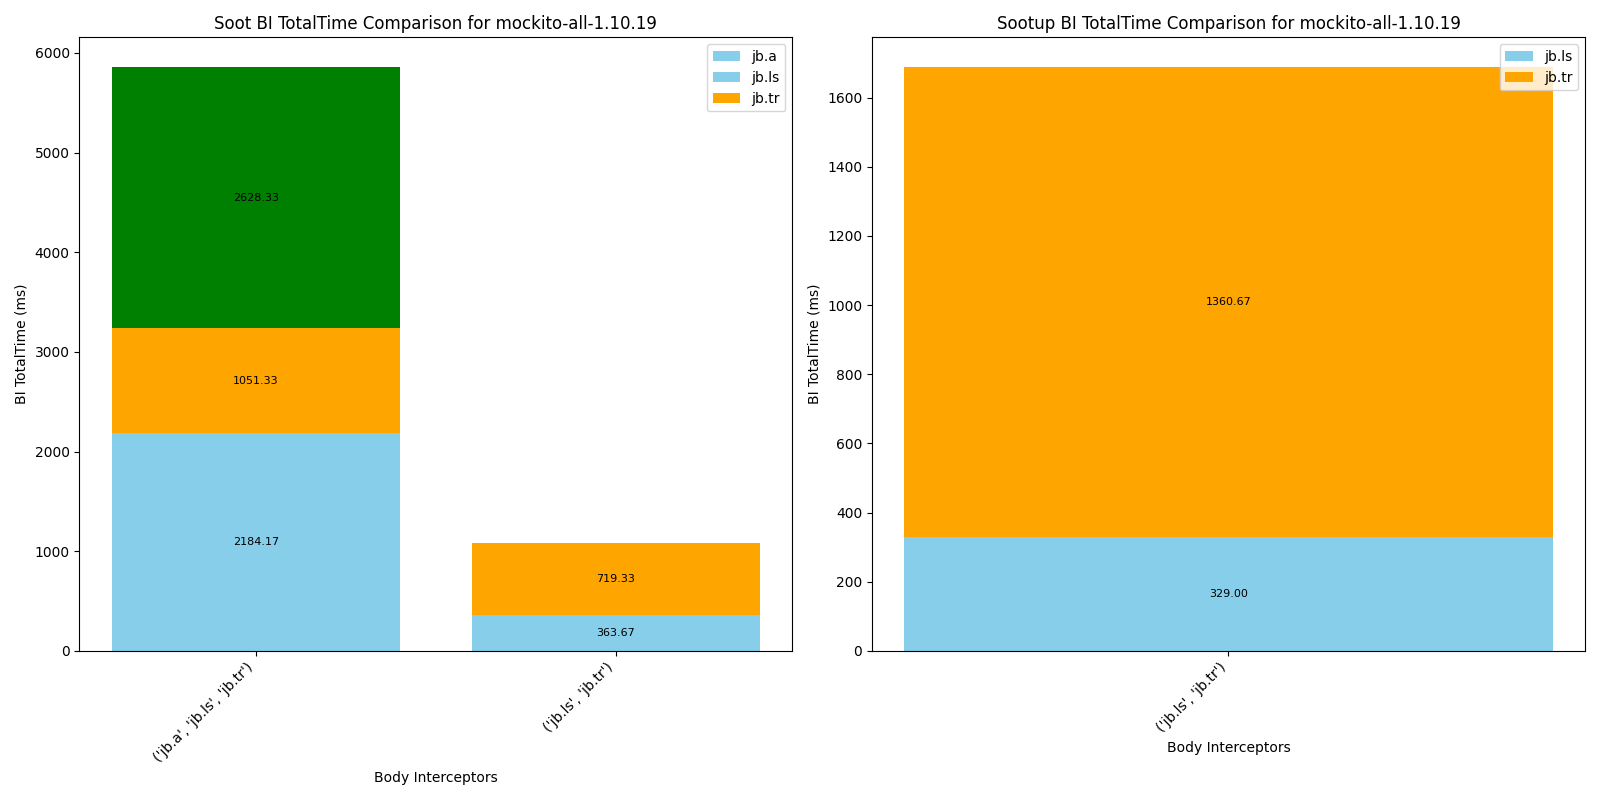 Soot BI TotalTime Comparison for mockito-all-1.10.19
BI TotalTime (ms)
6000
5000
4000
3000
2000
1000
0
jb.a
jb.ls
jb.tr
2628.33
1051.33
2184.17
719.33
363.67
('jb.a', 'jb.ls', 'jb.tr')
('jb.ls', 'jb.tr')
Body Interceptors
Sootup BI TotalTime Comparison for mockito-all-1.10.19
BI TotalTime (ms)
1600
1400
1200
1000
800
600
400
200
0
jb.ls
jb.tr
1360.67
329.00
('jb.ls', 'jb.tr')
Body Interceptors